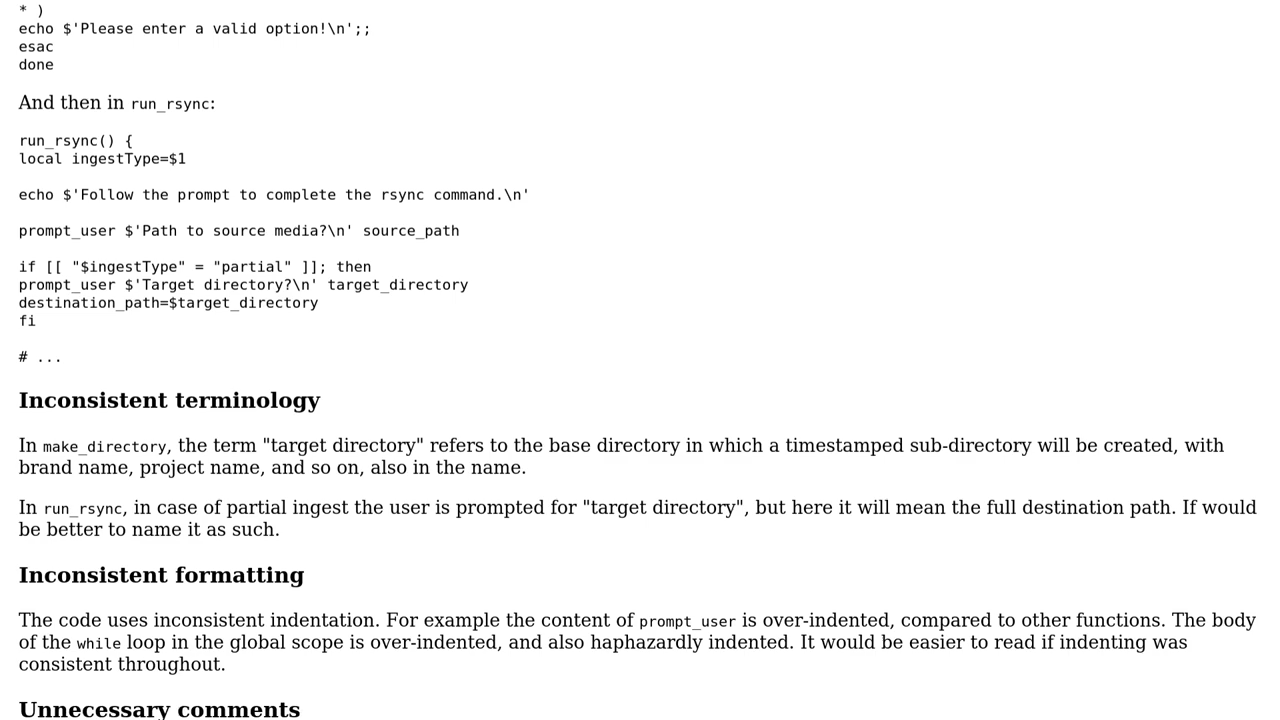 * )
echo $'Please enter a valid option!\n';;
esac
done
And then in run_rsync:
run_rsync() {
local ingestType=$1
echo $'Follow the prompt to complete the rsync command.\n'
prompt_user $'Path to source media?\n' source_path
if [[ "$ingestType" = "partial" ]]; then
prompt_user $'Target directory?\n' target_directory
destination_path=$target_directory
fi
# ...
Inconsistent terminology
In make_directory, the term "target directory" refers to the base directory in which a timestamped sub-directory will be created, with
brand name, project name, and so on, also in the name.
In run_rsync, in case of partial ingest the user is prompted for "target directory", but here it will mean the full destination path. If would
be better to name it as such.
Inconsistent formatting
The code uses inconsistent indentation. For example the content of prompt_user is over-indented, compared to other functions. The body
of the while loop in the global scope is over-indented, and also haphazardly indented. It would be easier to read if indenting was
consistent throughout.
Unnecessary comments